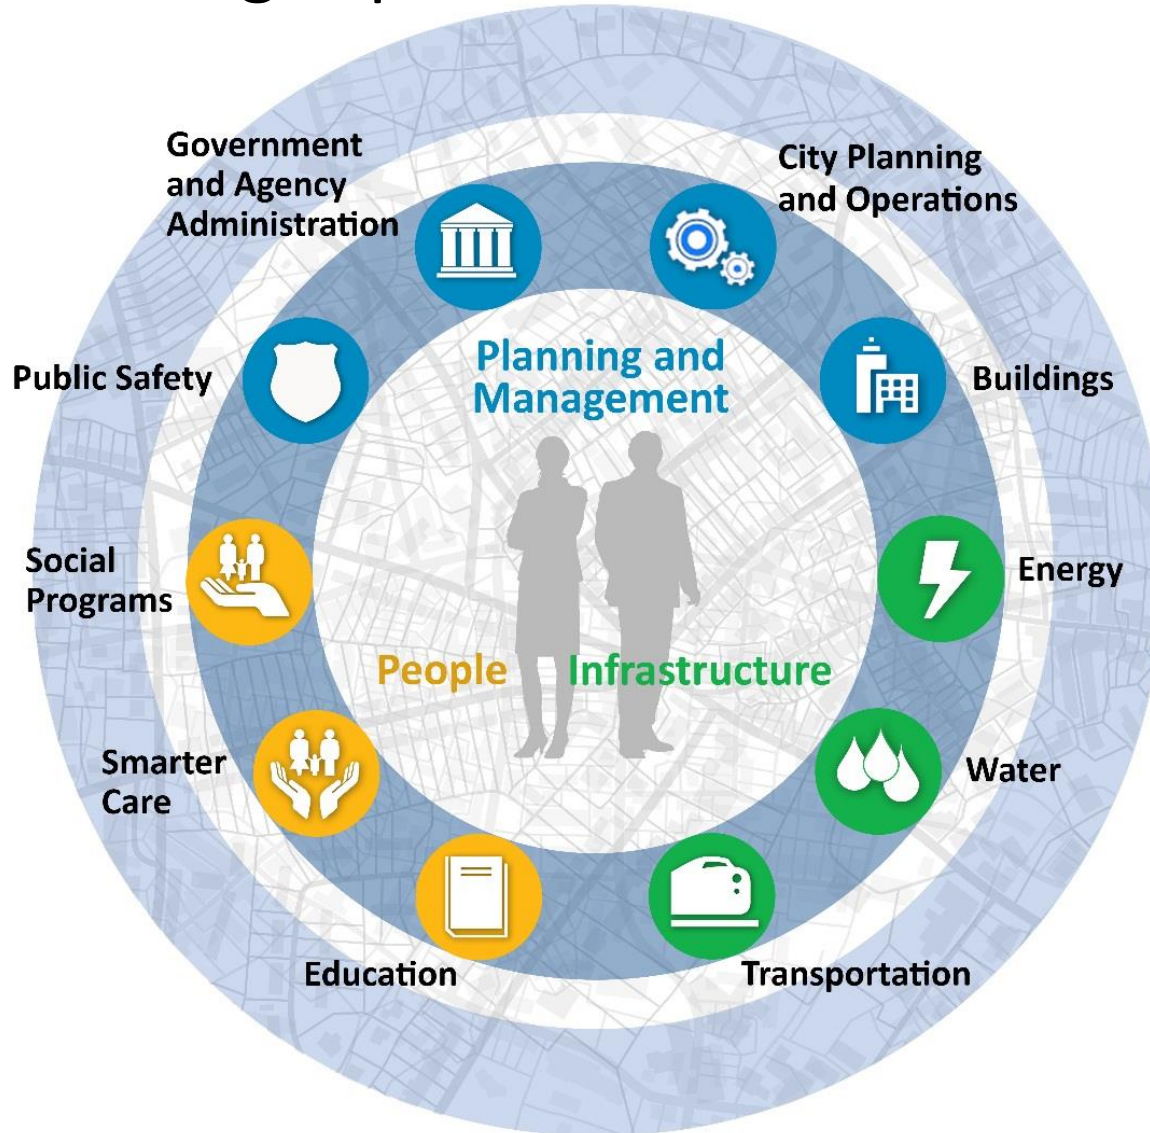 Government
and Agency
Administration
City Planning
and Operations
Public Safety
Planning and
Management
Buildings
Social
Programs
Energy
People
Infrastructure
Smarter
Care
Water
Education
Transportation